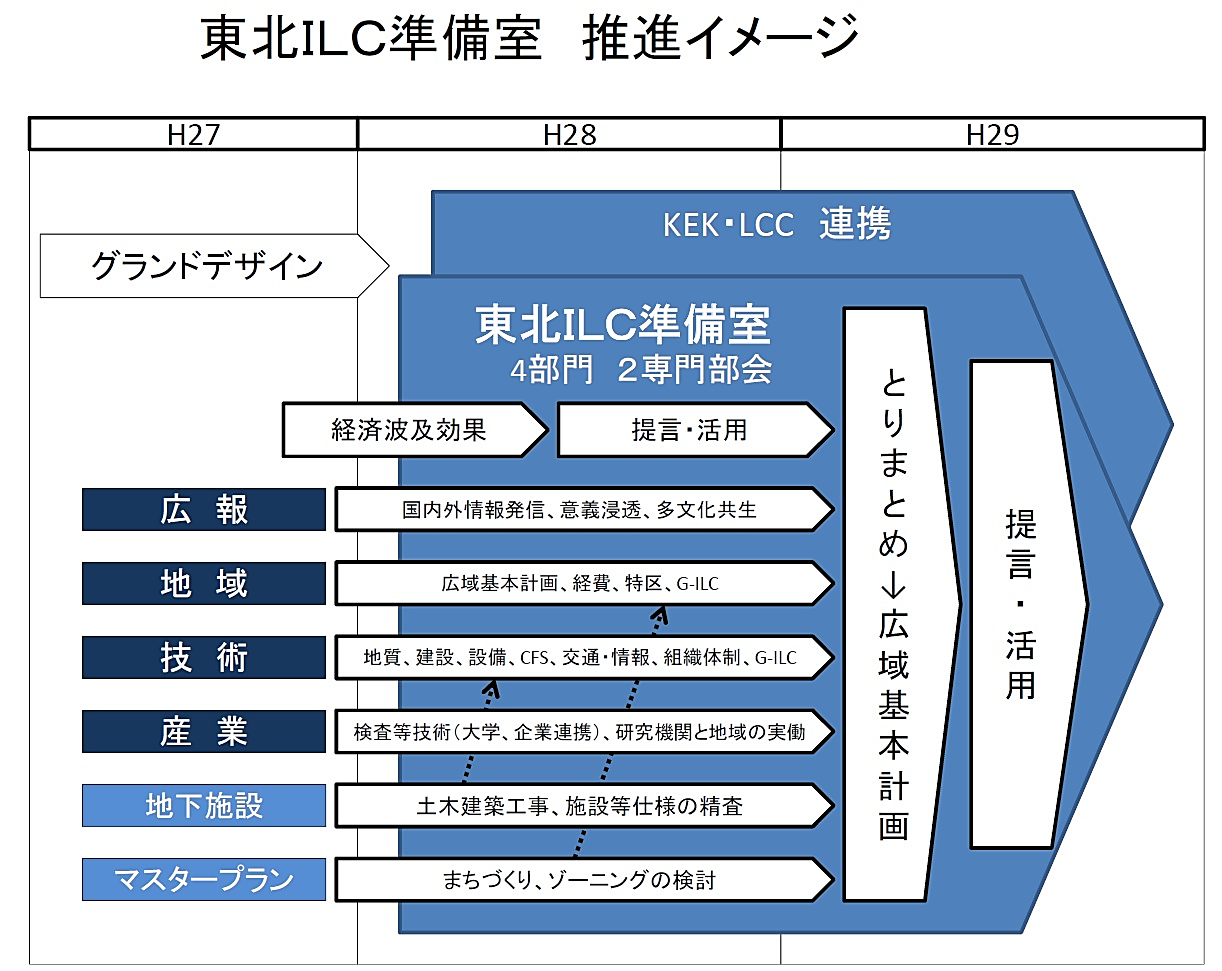 東北ILC準備室　推進イメージ
H27
H28
H29
KEK・LCC　連携
グランドデザイン
東北ILC準備室
4部門　２専門部会
経済波及効果
提言・活用
広　報
国内外情報発信、意義浸透、多文化共生
地　域
広域基本計画、経費、特区、G-ILC
技　術
地質、建設、設備、CFS、交通・情報、組織体制、G-ILC
産　業
検査等技術（大学、企業連携）、研究機関と地域の実働
地下施設
土木建築工事、施設等仕様の精査
マスタープラン
まちづくり、ゾーニングの検討
とりまとめ→広域基本計画
提言・活用